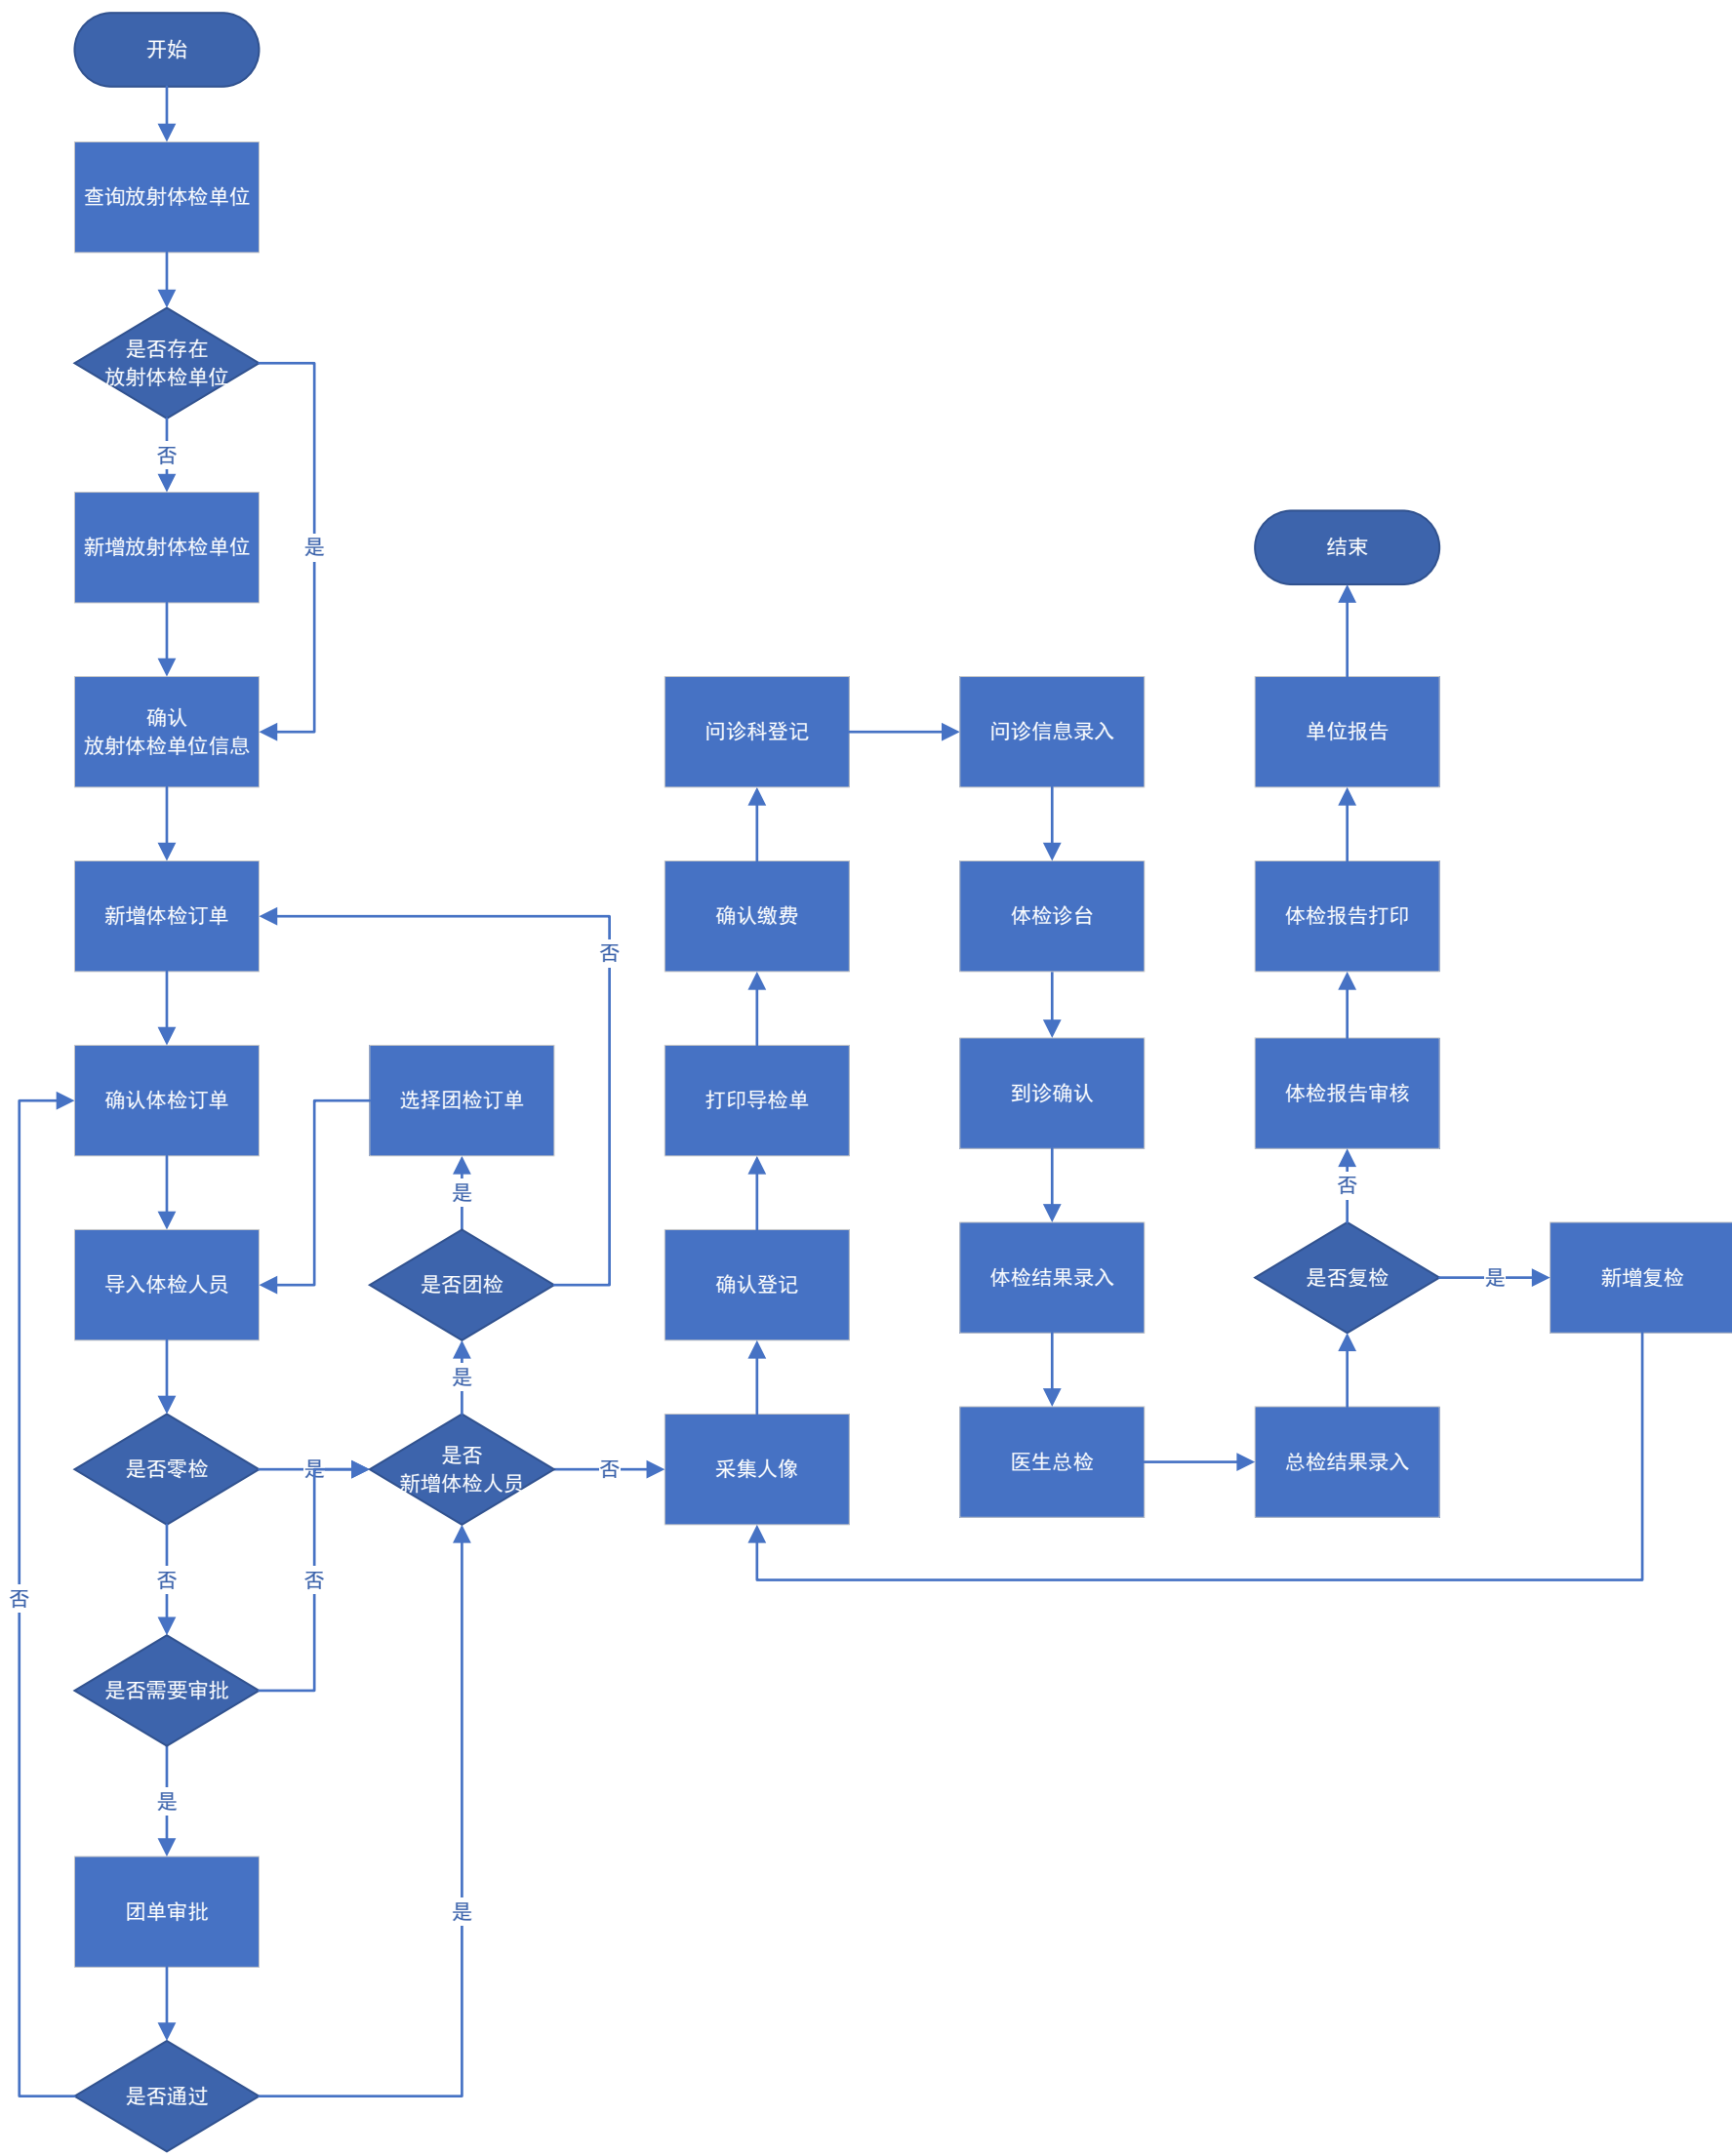 开始
查询放射体检单位
是否存在
放射体检单位
否
是
新增放射体检单位
确认
放射体检单位信息
新增体检订单
否
确认体检订单
选择团检订单
是
导入体检人员
是否团检
是
是否零检
是
是否
新增体检人员
否
否
否
否
是否需要审批
是
团单审批
是
是否通过
问诊科登记
确认缴费
打印导检单
确认登记
采集人像
问诊信息录入
体检诊台
到诊确认
体检结果录入
医生总检
结束
单位报告
体检报告打印
体检报告审核
否
是否复检
是
新增复检
总检结果录入